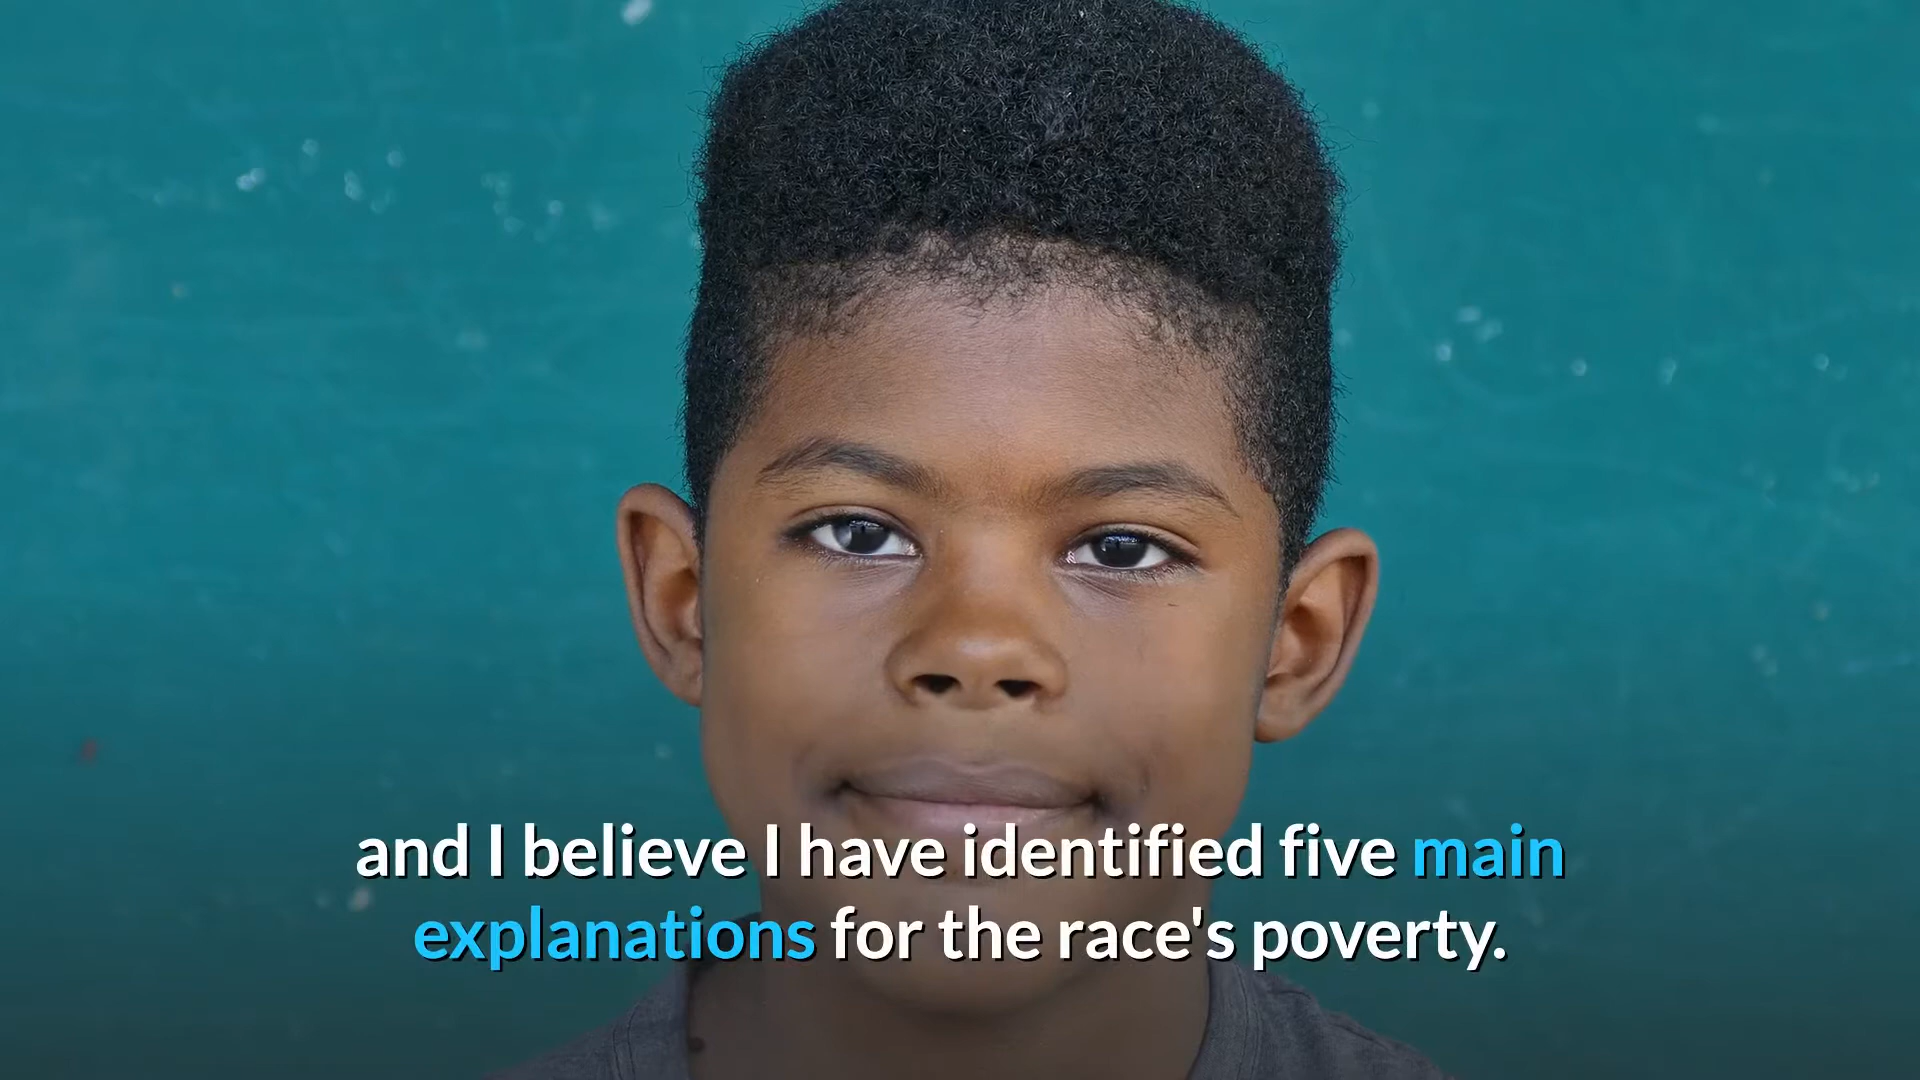 and I believe I have identified five main
explanations for the race's poverty.